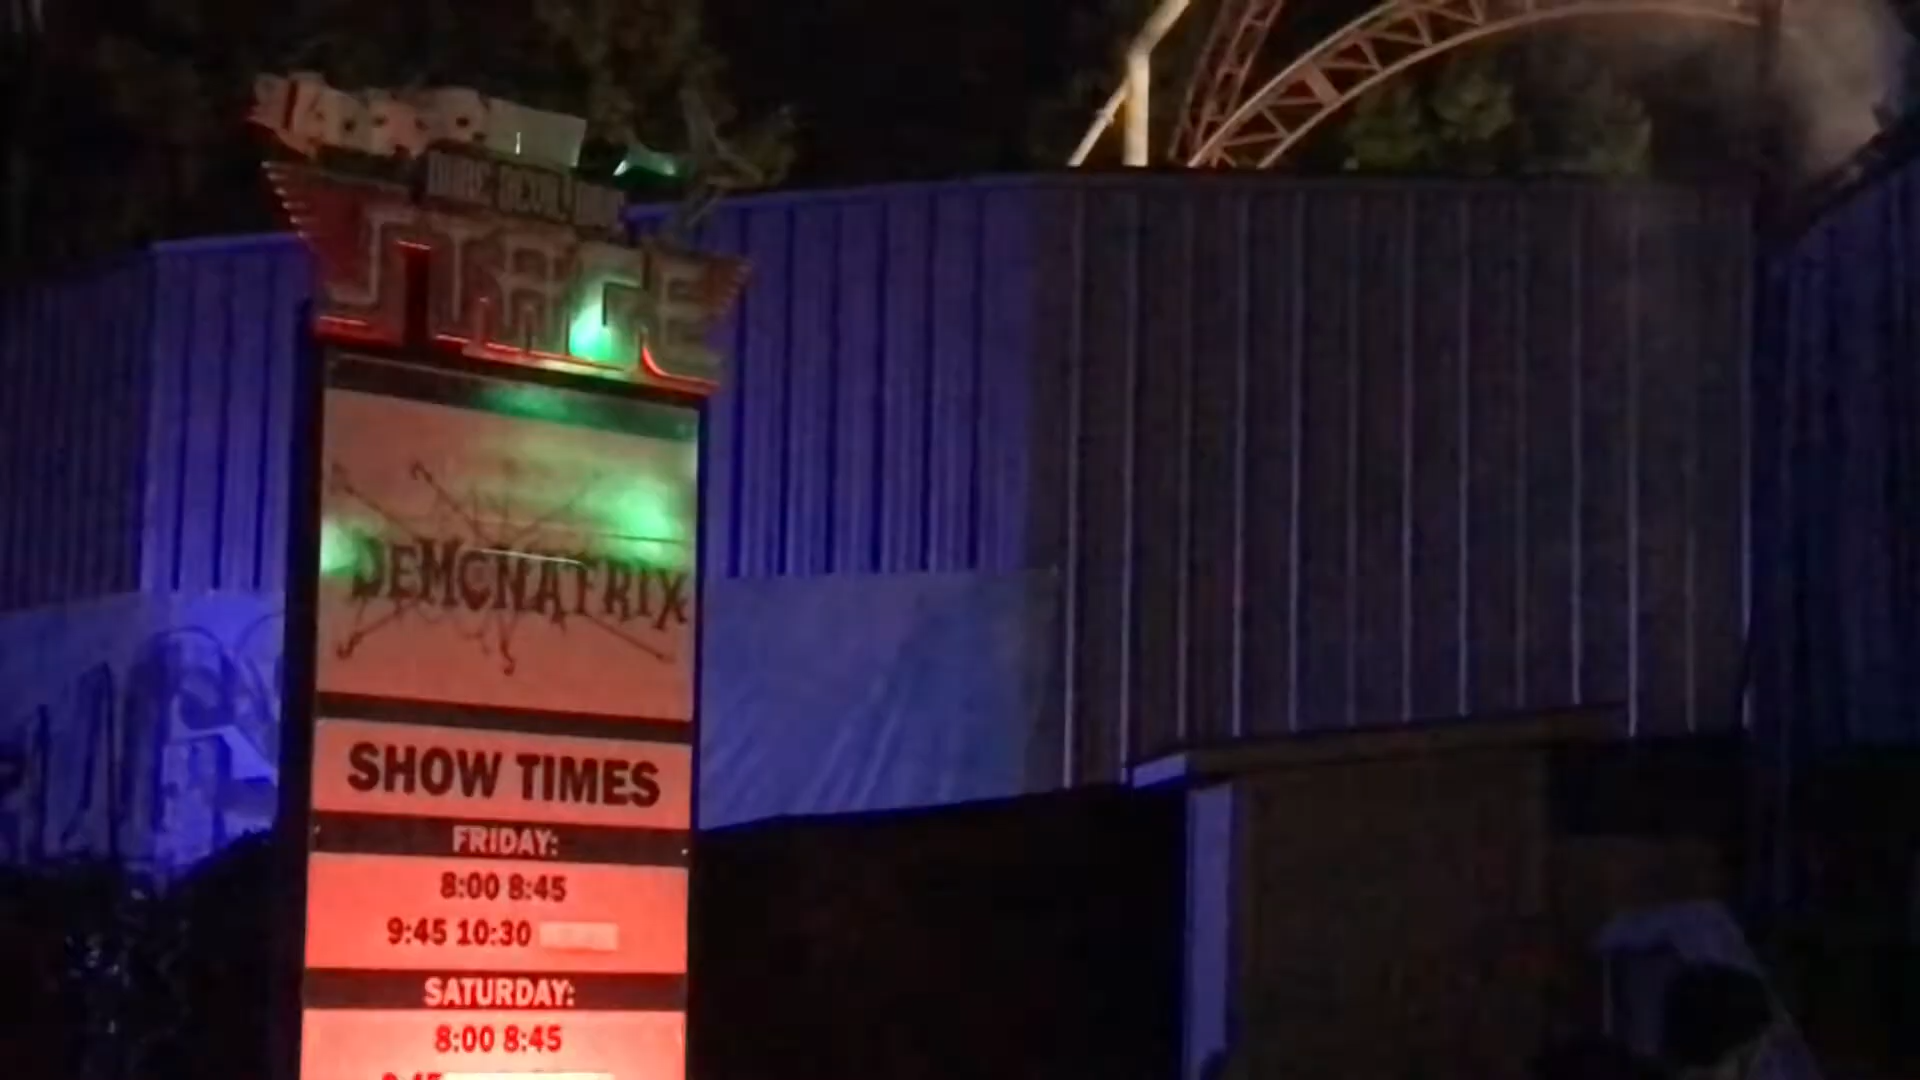 STAGE
DEMONATRIX
SHOW TIMES
FRIDAY:
8:00 8:45
9:45 10:30
SATURDAY:
8:00 8:45